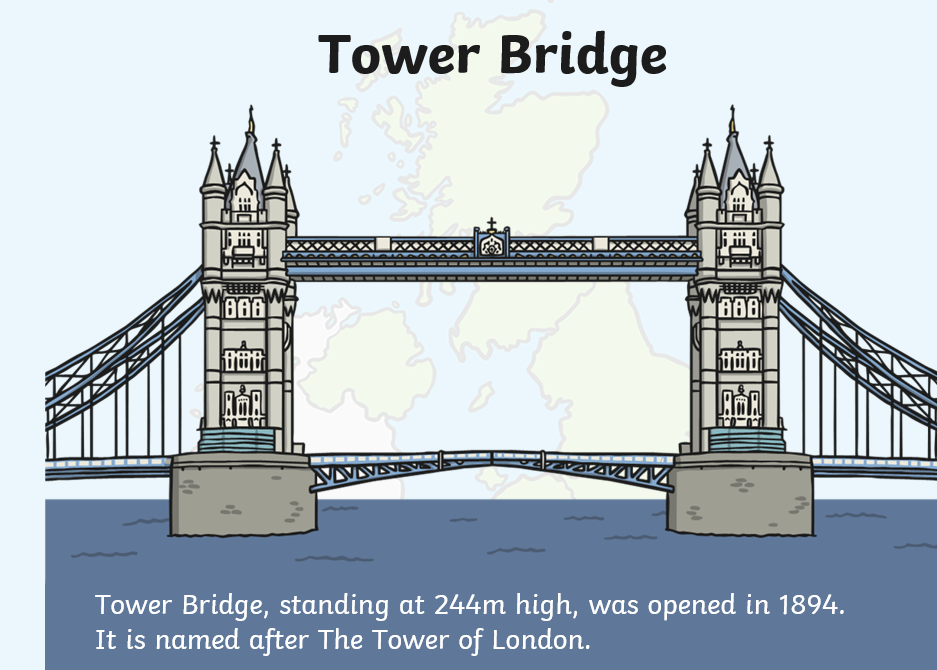 Tower Bridge
Tower Bridge, standing at 244m high, was opened in 1894.
It is named after The Tower of London.